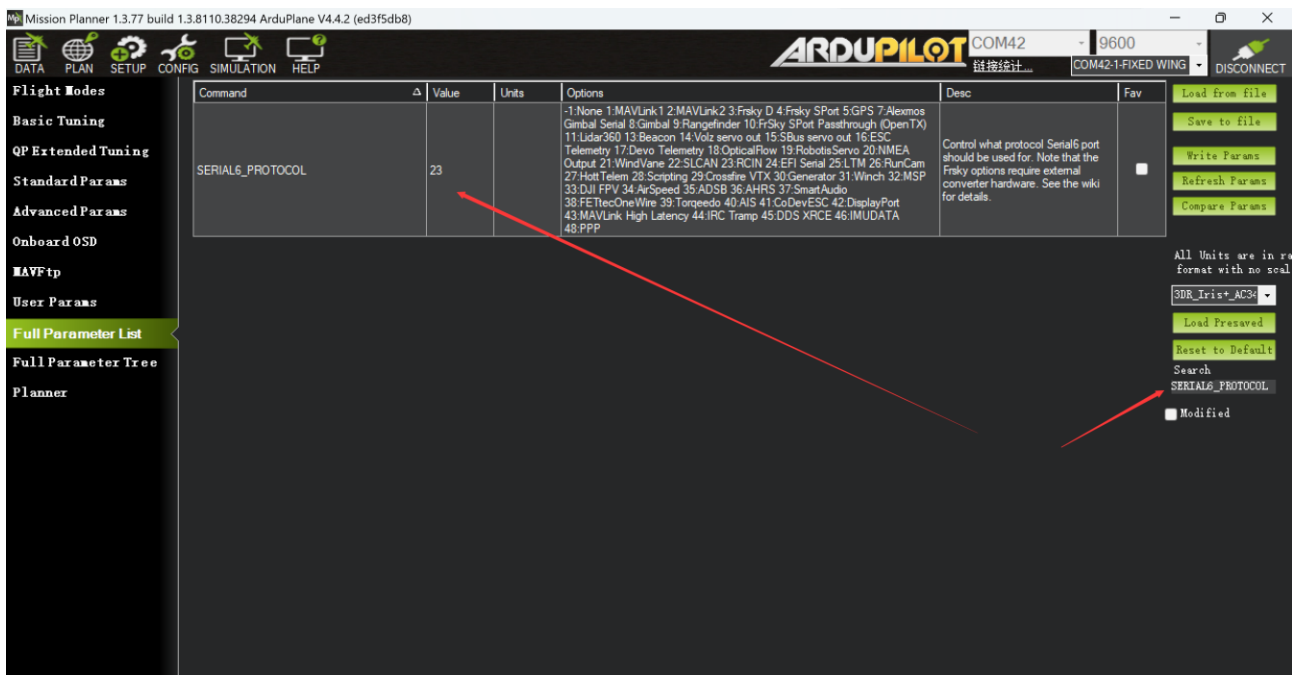 Mission Planner 1.3.77 build 1.3.8110.38294 ArduPlane V4.4.2 (ed3f5db8)
DATA PLAN SETUP CONFIG SIMULATION HELP
ARDUPILOT
COM42 9600
链接统计... COM42-1-FIXED WING
DISCONNECT
Flight Modes
Basic Tuning
QP Extended Tuning
Standard Params
Advanced Params
Onboard OSD
MAVFtp
User Params
Full Parameter List
Full Parameter Tree
Planner
Command Value Units Options Desc Fav
SERIAL6_PROTOCOL
23
-1:None 1:MAVLink1 2:MAVLink2 3:Frsky D 4:Frsky SPort 5:GPS 7:Alexmos
Gimbal Serial 8:Gimbal 9:Rangefinder 10:FrSky SPort Passthrough (OpenTX)
11:Lidar360 13:Beacon 14:Volz servo out 15:SBus servo out 16:ESC
Telemetry 17:Devo Telemetry 18:OpticalFlow 19:RobotisServo 20:NMEA
Output 21:WindVane 22:SLCAN 23:RCIN 24:EFI Serial 25:LTM 26:RunCam
27:HottTelem 28:Scripting 29:Crossfire VTX 30:Generator 31:Winch 32:MSP
33:DJI FPV 34:AirSpeed 35:ADSB 36:AHRS 37:SmartAudio
38:FETtecOneWire 39:Torqeedo 40:AIS 41:CoDevESC 42:DisplayPort
43:MAVLink High Latency 44:IRC Tramp 45:DDS XRCE 46:IMUDATA
48:PPP
Control what protocol Serial6 port
should be used for. Note that the
Frsky options require external
converter hardware. See the wiki
for details.
Load from file
Save to file
Write Params
Refresh Params
Compare Params
All Units are in ra
format with no scal
3DR_Iris+_AC34
Load Presaved
Reset to Default
Search
SERIAL6_PROTOCOL
Modified